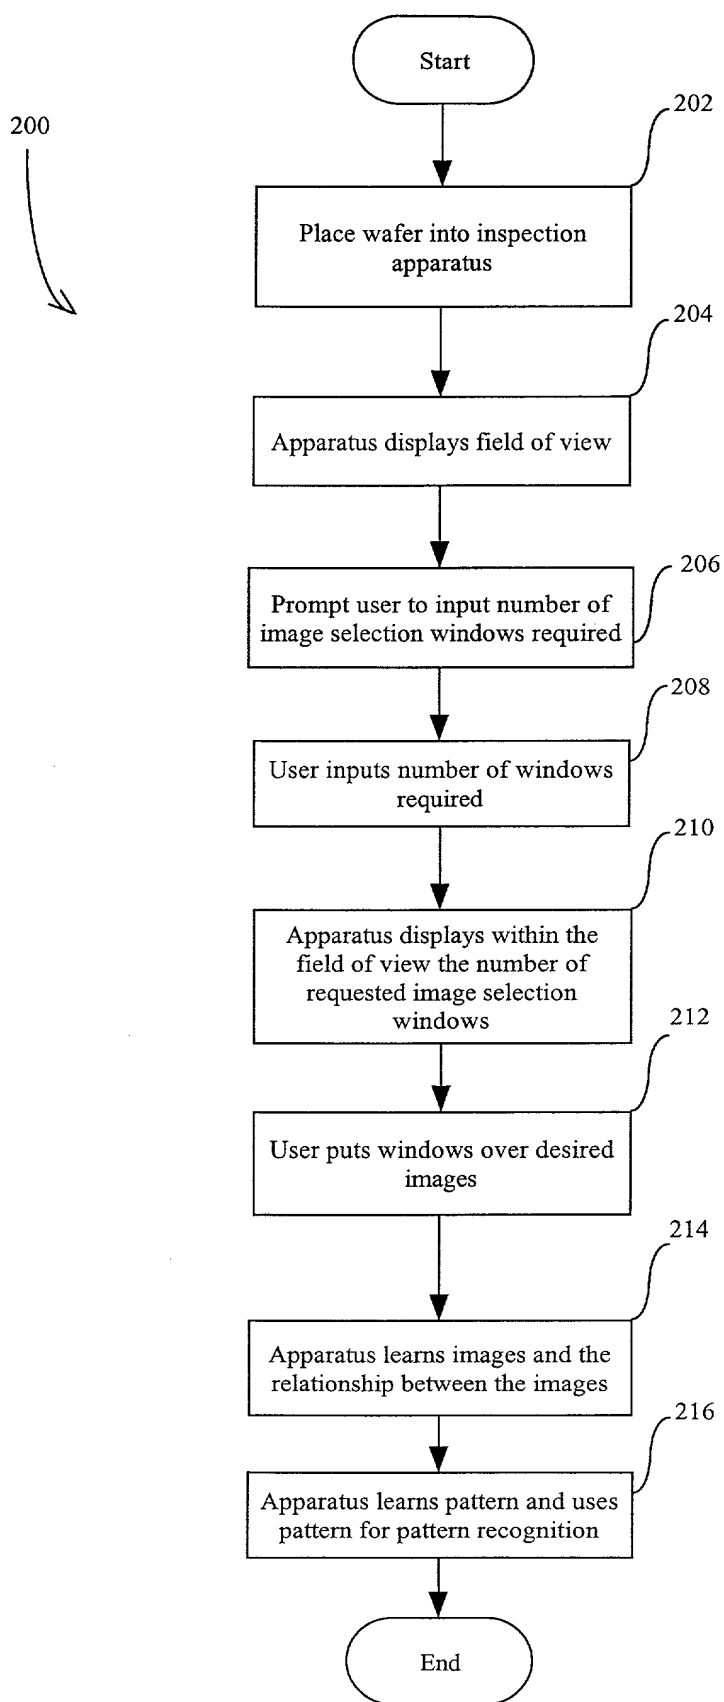 Start
200
202
Place wafer into inspection
apparatus
204
Apparatus displays field of view
206
Prompt user to input number of
image selection windows required
208
User inputs number of windows
required
210
Apparatus displays within the
field of view the number of
requested image selection
windows
212
User puts windows over desired
images
214
Apparatus learns images and the
relationship between the images
216
Apparatus learns pattern and uses
pattern for pattern recognition
End